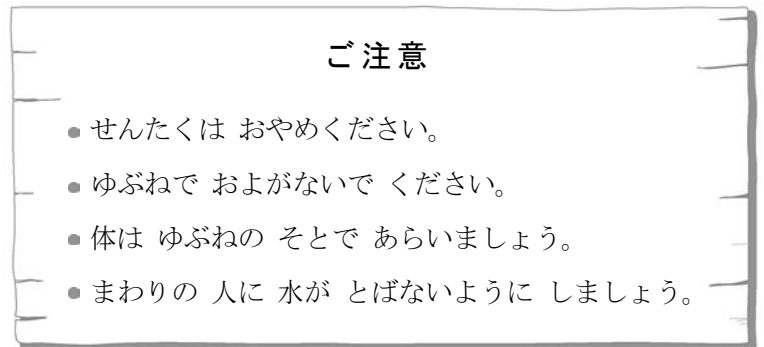 ご注意
せんたくは おやめください。
ゆぶねで およがないで ください。
体は ゆぶねの そとで あらいましょう。
まわりの 人に 水が とばないように しましょう。